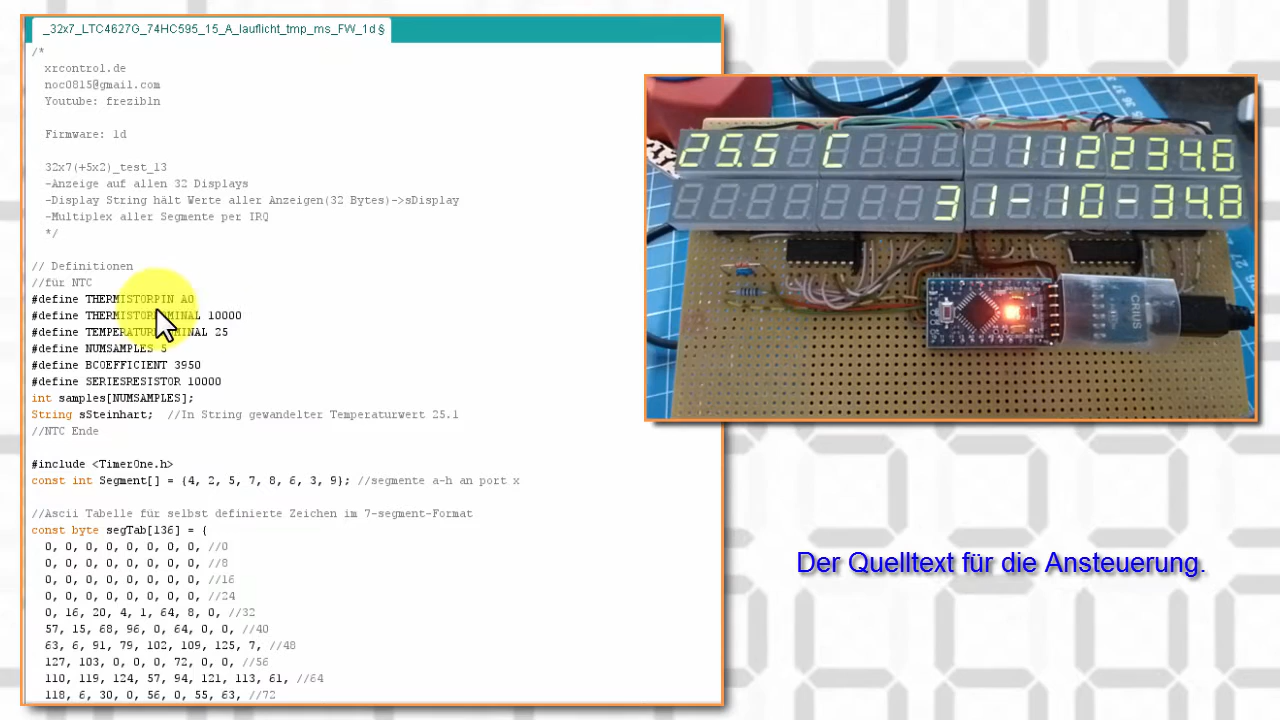 _32x7_LTC4627G_74HC595_15_A_lauflicht_tmp_ms_FW_1d §
/*
xrcontrol.de
noc0815@gmail.com
Youtube: frezibln
Firmware: 1d
32x7(+5x2)_test_13
-Anzeige auf allen 32 Displays
-Display String hält Werte aller Anzeigen(32 Bytes)->sDisplay
-Multiplex aller Segmente per IRQ
*/
// Definitionen
//für NTC
#define THERMISTORPIN A0
#define THERMISTORNOMINAL 10000
#define TEMPERATURENOMINAL 25
#define NUMSAMPLES 5
#define BCOEFFICIENT 3950
#define SERIESRESISTOR 10000
int samples[NUMSAMPLES];
String sSteinhart;  //In String gewandelter Temperaturwert 25.1
//NTC Ende
#include <TimerOne.h>
const int Segment[] = {4, 2, 5, 7, 8, 6, 3, 9}; //segmente a-h an port x
//Ascii Tabelle für selbst definierte Zeichen im 7-segment-Format
const byte segTab[136] = {
0, 0, 0, 0, 0, 0, 0, 0, //0
0, 0, 0, 0, 0, 0, 0, 0, //8
0, 0, 0, 0, 0, 0, 0, 0, //16
0, 0, 0, 0, 0, 0, 0, 0, //24
0, 16, 20, 4, 1, 64, 8, 0, //32
57, 15, 68, 96, 0, 64, 0, 0, //40
63, 6, 91, 79, 102, 109, 125, 7, //48
127, 103, 0, 0, 0, 72, 0, 0, //56
110, 119, 124, 57, 94, 121, 113, 61, //64
118, 6, 30, 0, 56, 0, 55, 63, //72
25.5 C 112234.6
31-10-34.8
CRIUS
Der Quelltext für die Ansteuerung.